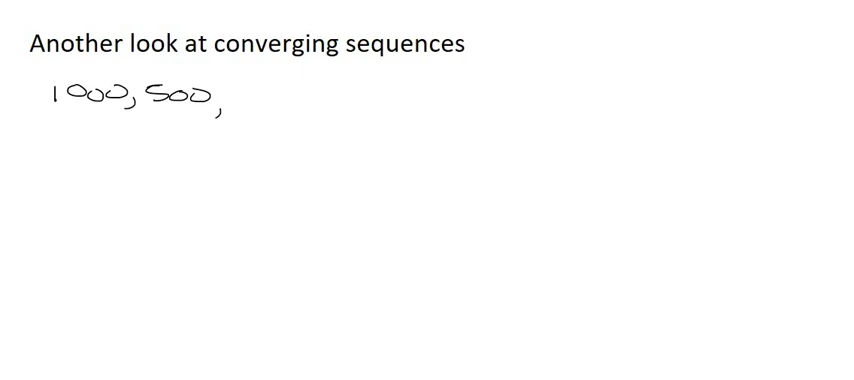 Another look at converging sequences
1000, 500,